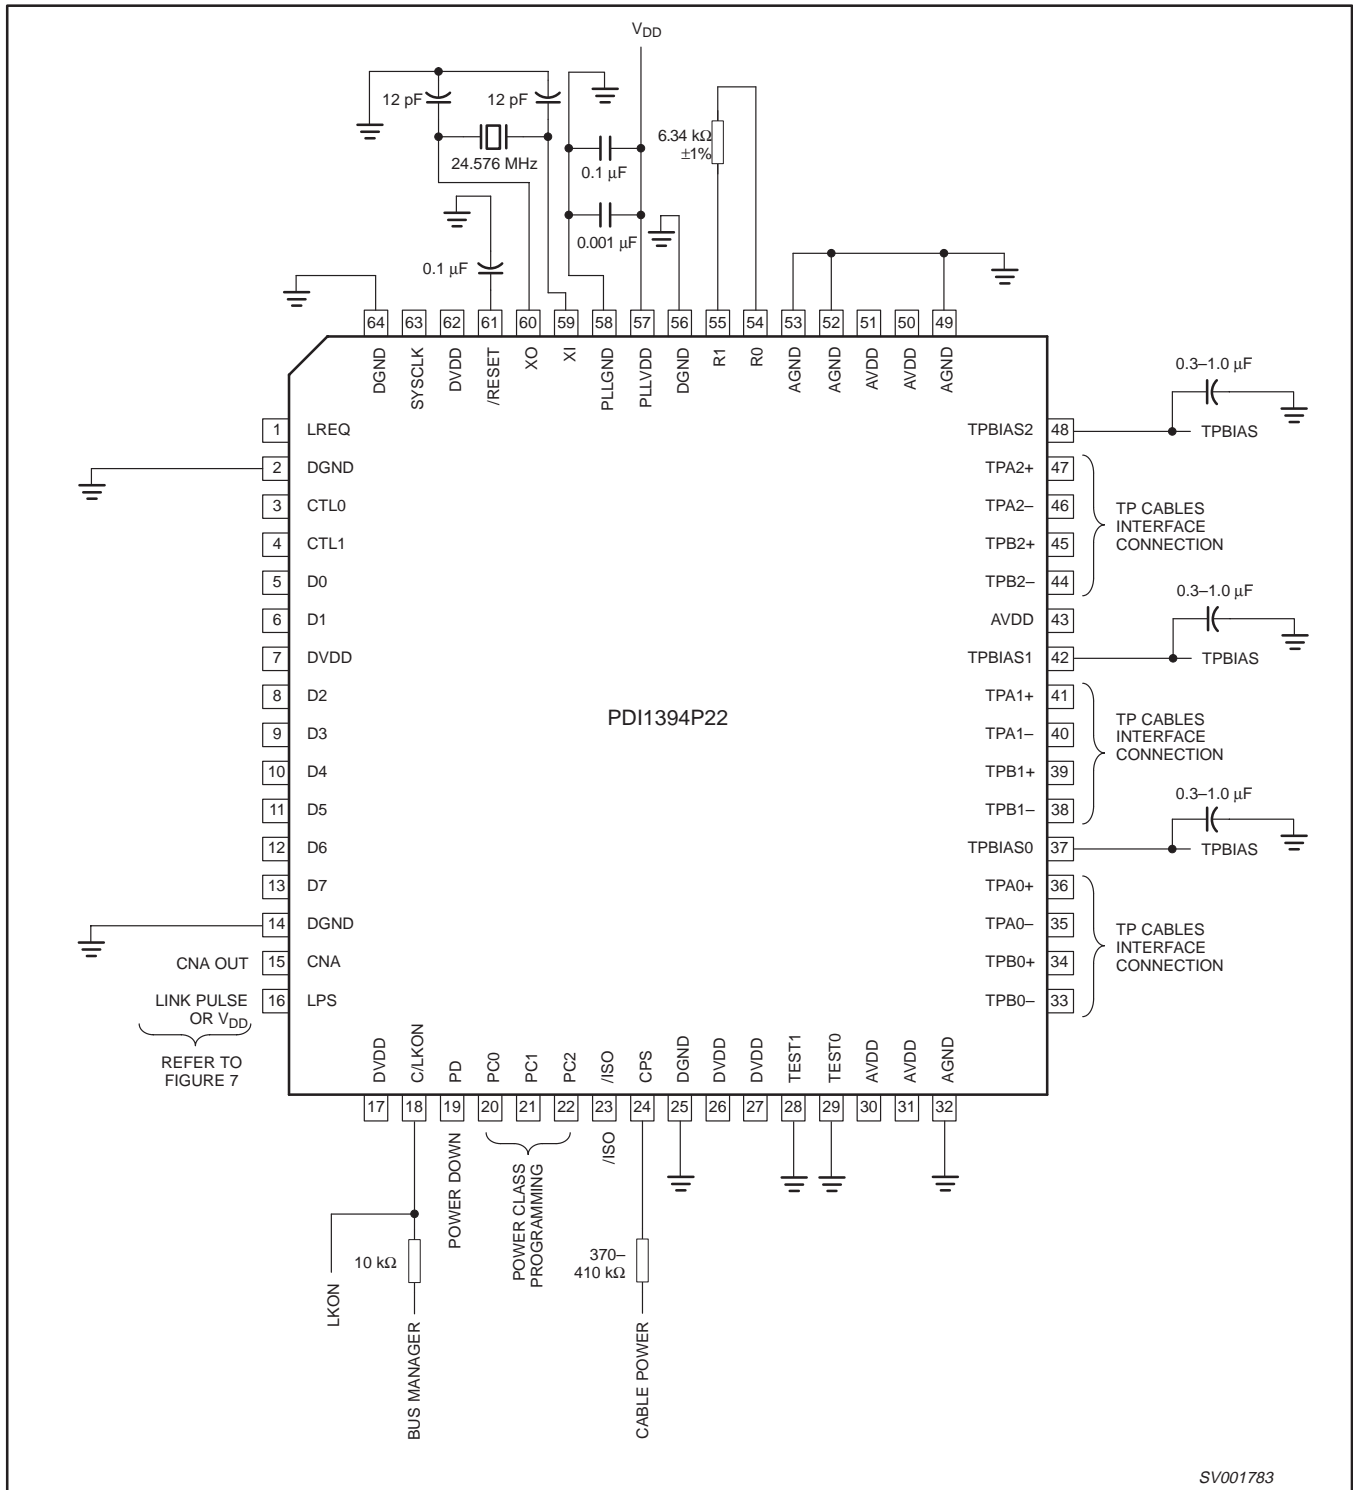 VDD
12 pF
12 pF
24.576 MHz
0.1 µF
0.001 µF
6.34 kΩ
±1%
0.1 µF
64
63
62
61
60
59
58
57
56
55
54
53
52
51
50
49
DGND
SYSCLK
DVDD
/RESET
XO
XI
PLLGND
PLLVDD
DGND
R1
R0
AGND
AGND
AVDD
AVDD
AGND
1 LREQ
2 DGND
3 CTL0
4 CTL1
5 D0
6 D1
7 DVDD
8 D2
9 D3
10 D4
11 D5
12 D6
13 D7
14 DGND
CNA OUT 15 CNA
LINK PULSE
OR VDD
16 LPS
REFER TO
FIGURE 7
PDI1394P22
0.3–1.0 µF
TPBIAS2 48 TPBIAS
TPA2+ 47
TPA2– 46
TPB2+ 45
TPB2– 44
TP CABLES
INTERFACE
CONNECTION
AVDD 43
0.3–1.0 µF
TPBIAS1 42 TPBIAS
TPA1+ 41
TPA1– 40
TPB1+ 39
TPB1– 38
TP CABLES
INTERFACE
CONNECTION
0.3–1.0 µF
TPBIAS0 37 TPBIAS
TPA0+ 36
TPA0– 35
TPB0+ 34
TPB0– 33
TP CABLES
INTERFACE
CONNECTION
DVDD
C/LKON
PD
PC0
PC1
PC2
/ISO
CPS
DGND
DVDD
DVDD
TEST1
TEST0
AVDD
AVDD
AGND
17
18
19
20
21
22
23
24
25
26
27
28
29
30
31
32
LKON
10 kΩ
BUS MANAGER
POWER DOWN
POWER CLASS
PROGRAMMING
/ISO
370–
410 kΩ
CABLE POWER
SV001783